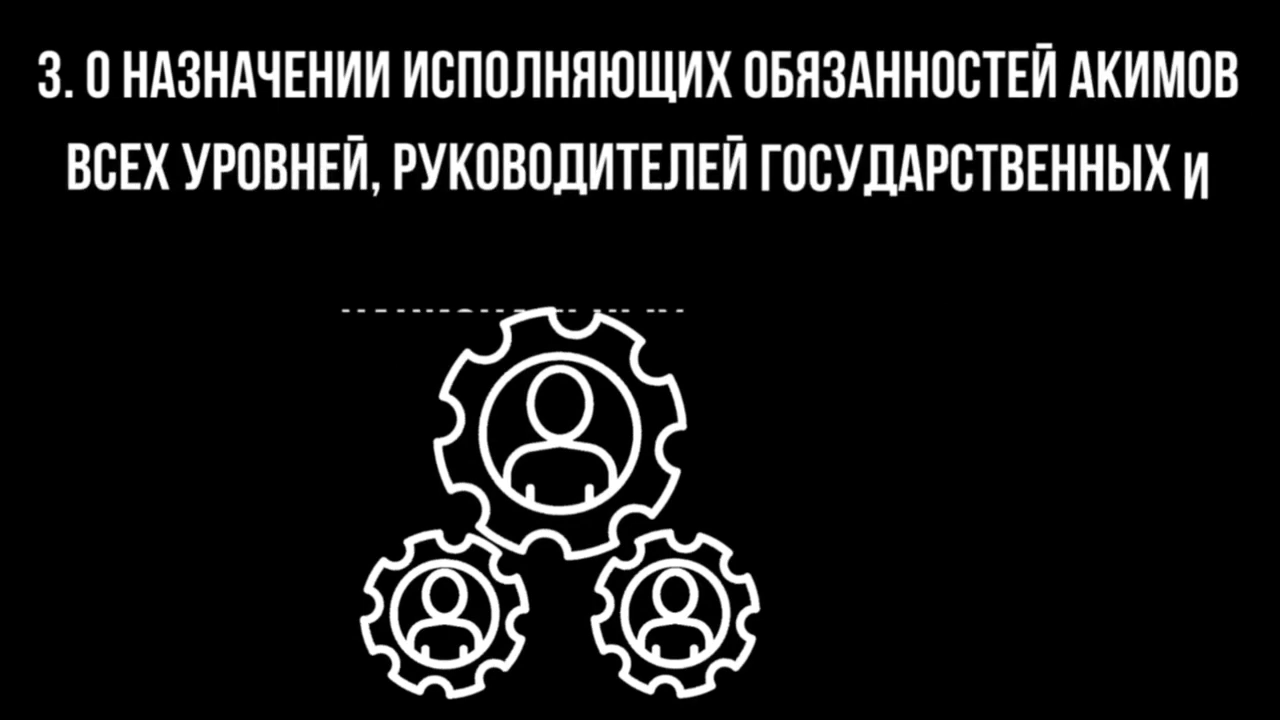 3. О НАЗНАЧЕНИИ ИСПОЛНЯЮЩИХ ОБЯЗАННОСТЕЙ АКИМОВ
ВСЕХ УРОВНЕЙ, РУКОВОДИТЕЛЕЙ ГОСУДАРСТВЕННЫХ И